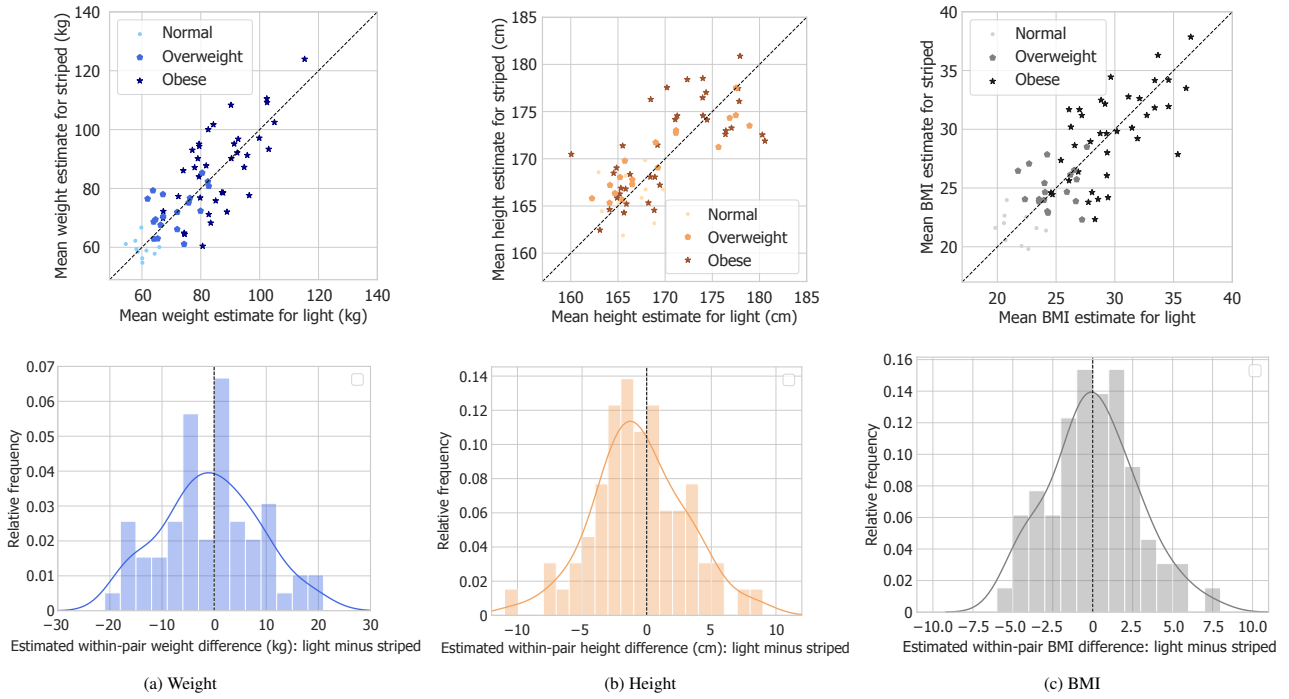 Mean weight estimate for striped (kg)
140
120
100
80
60
Normal
Overweight
Obese
60 80 100 120 140
Mean weight estimate for light (kg)
Mean height estimate for striped (cm)
185
180
175
170
165
160
Normal
Overweight
Obese
160 165 170 175 180 185
Mean height estimate for light (cm)
Mean BMI estimate for striped
40
35
30
25
20
Normal
Overweight
Obese
20 25 30 35 40
Mean BMI estimate for light
Relative frequency
0.07
0.06
0.05
0.04
0.03
0.02
0.01
0
−30 −20 −10 0 10 20 30
Estimated within-pair weight difference (kg): light minus striped
(a) Weight
Relative frequency
0.14
0.12
0.10
0.08
0.06
0.04
0.02
0
−10 −5 0 5 10
Estimated within-pair height difference (cm): light minus striped
(b) Height
Relative frequency
0.16
0.14
0.12
0.10
0.08
0.06
0.04
0.02
0
−10.0 −7.5 −5.0 −2.5 0 2.5 5.0 7.5 10.0
Estimated within-pair BMI difference: light minus striped
(c) BMI